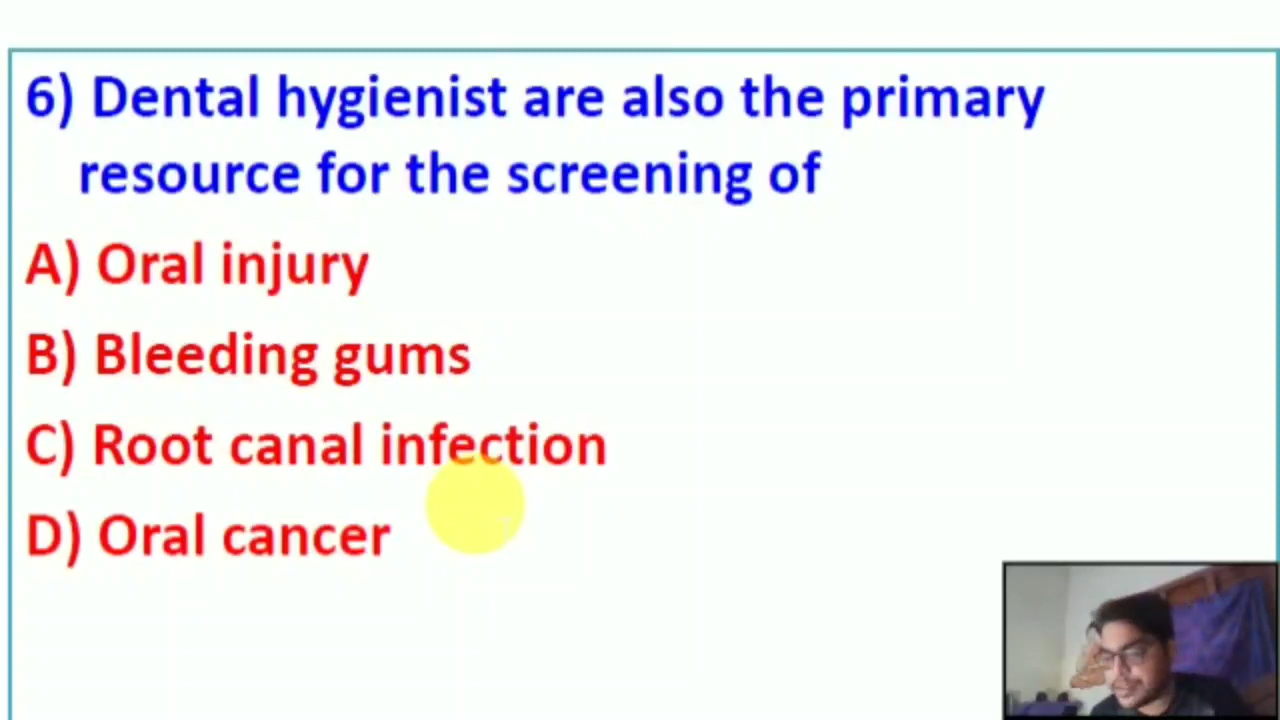 6) Dental hygienist are also the primary
resource for the screening of
A) Oral injury
B) Bleeding gums
C) Root canal infection
D) Oral cancer